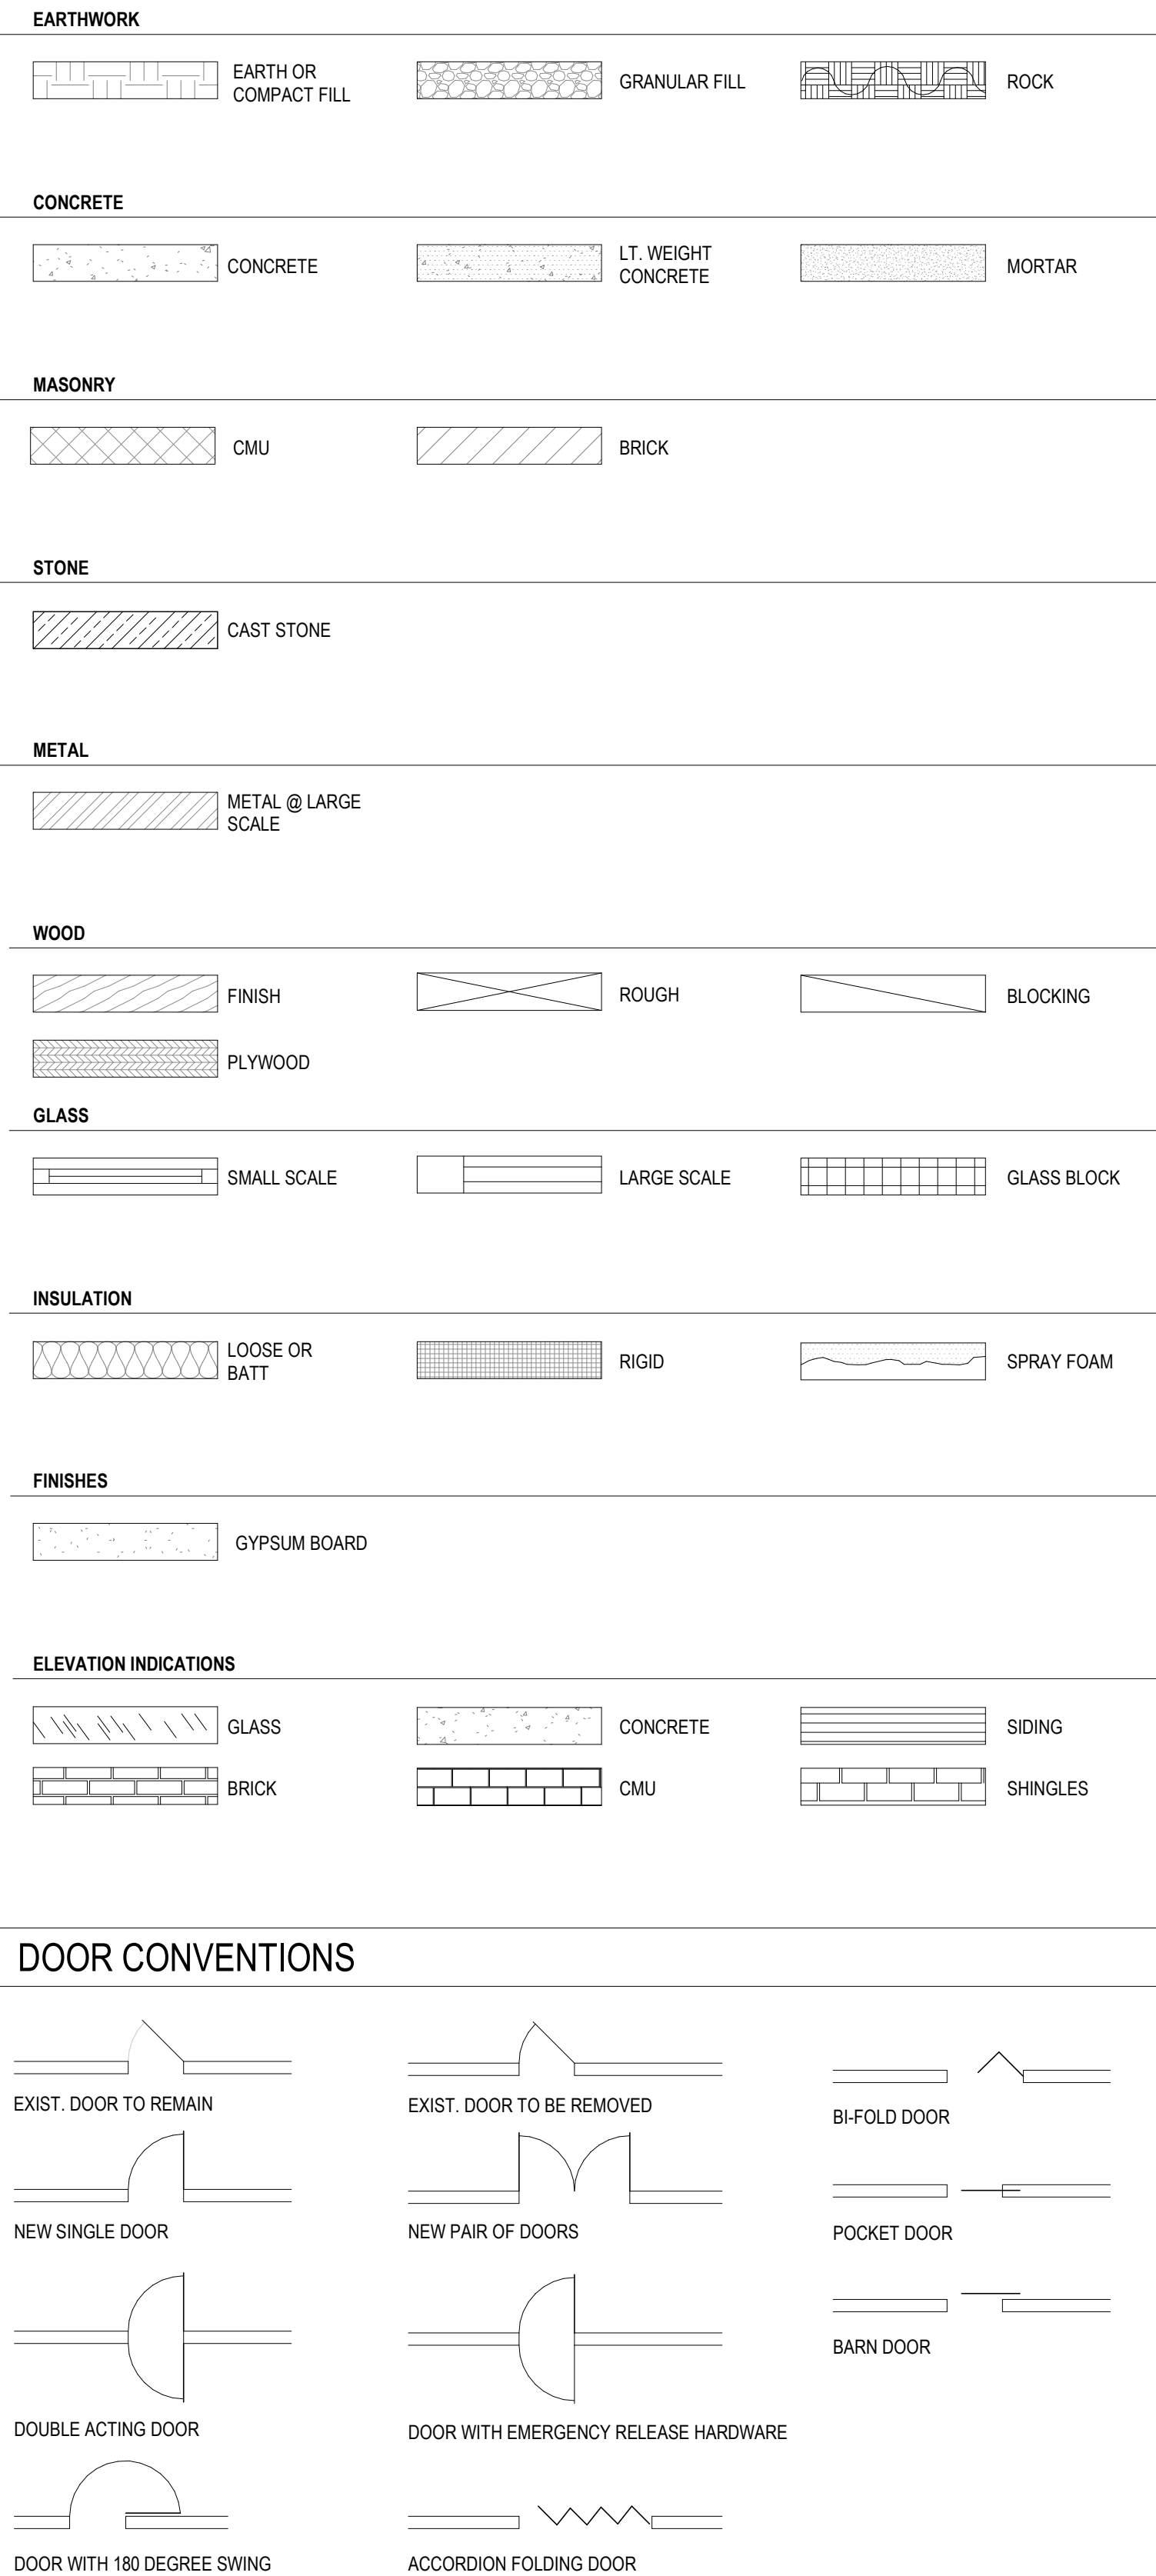 EARTHWORK
EARTH OR
COMPACT FILL
GRANULAR FILL
ROCK
CONCRETE
CONCRETE
LT. WEIGHT
CONCRETE
MORTAR
MASONRY
CMU
BRICK
STONE
CAST STONE
METAL
METAL @ LARGE
SCALE
WOOD
FINISH
ROUGH
BLOCKING
PLYWOOD
GLASS
SMALL SCALE
LARGE SCALE
GLASS BLOCK
INSULATION
LOOSE OR
BATT
RIGID
SPRAY FOAM
FINISHES
GYPSUM BOARD
ELEVATION INDICATIONS
GLASS
CONCRETE
SIDING
BRICK
CMU
SHINGLES
DOOR CONVENTIONS
EXIST. DOOR TO REMAIN
EXIST. DOOR TO BE REMOVED
BI-FOLD DOOR
NEW SINGLE DOOR
NEW PAIR OF DOORS
POCKET DOOR
BARN DOOR
DOUBLE ACTING DOOR
DOOR WITH EMERGENCY RELEASE HARDWARE
DOOR WITH 180 DEGREE SWING
ACCORDION FOLDING DOOR